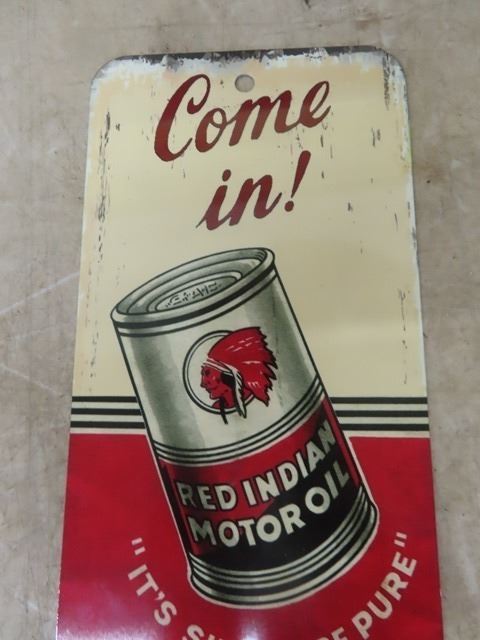 Come
in!
RED INDIAN
MOTOR OIL
"IT'S PURE"